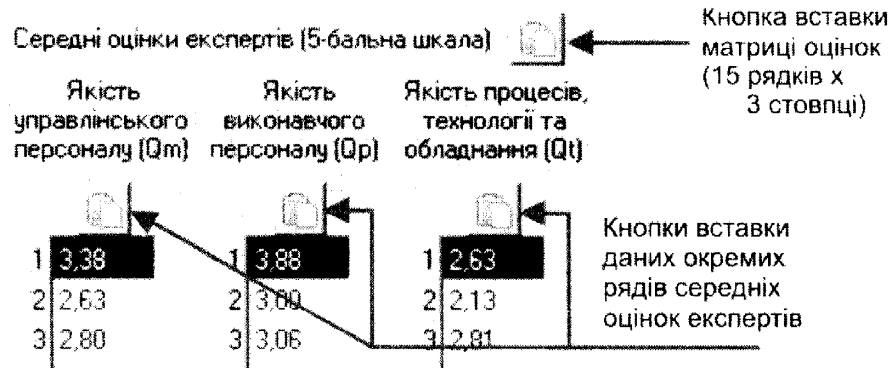 Середні оцінки експертів (5-бальна шкала)
Кнопка вставки
матриці оцінок
(15 рядків х
3 стовпці)
Якість
управлінського
персоналу (Qm)
Якість
виконавчого
персоналу (Qp)
Якість процесів,
технології та
обладнання (Qt)
Кнопки вставки
даних окремих
рядів середніх
оцінок експертів
1 3,38 1 3,88 1 2,63
2 2,63 2 3,00 2 2,13
3 2,80 3 3,06 3 2,81